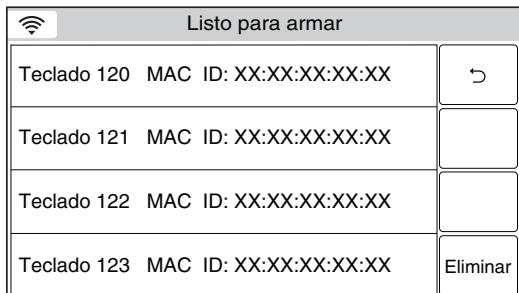 Listo para armar
Teclado 120 MAC ID: XX:XX:XX:XX:XX
Teclado 121 MAC ID: XX:XX:XX:XX:XX
Teclado 122 MAC ID: XX:XX:XX:XX:XX
Teclado 123 MAC ID: XX:XX:XX:XX:XX
Eliminar